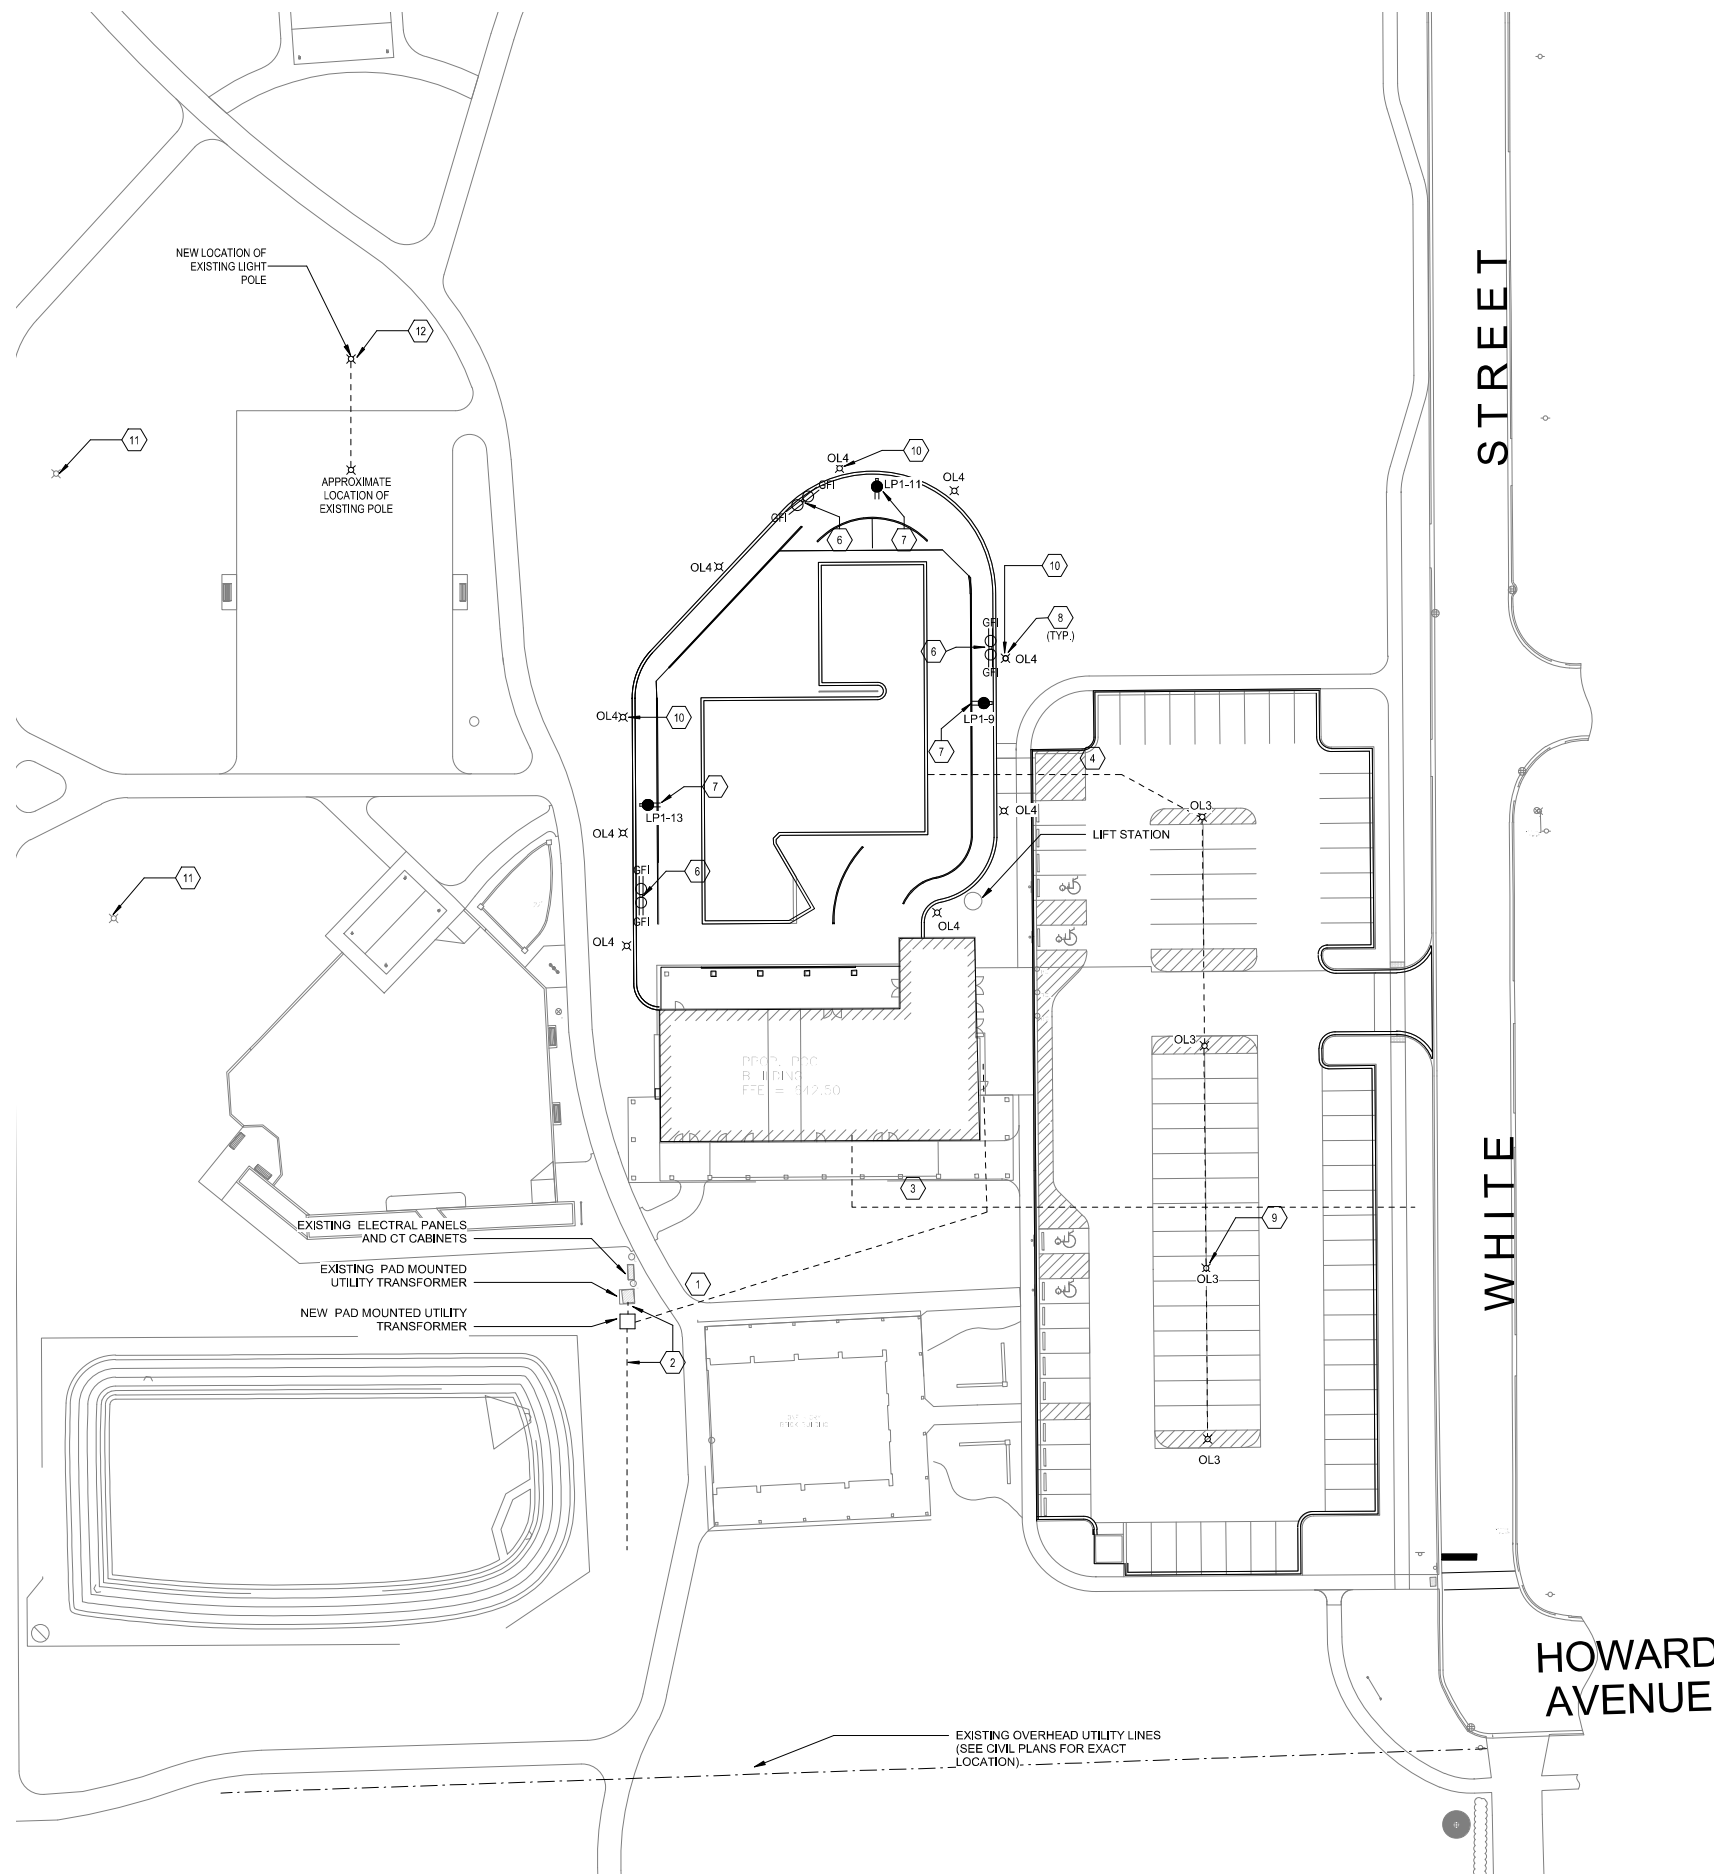 NEW LOCATION OF
EXISTING LIGHT
POLE
12
11
APPROXIMATE
LOCATION OF
EXISTING POLE
STREET
OL4
10
OL4
GFI
LP1-11
GFI
6
7
OL4
10
GFI
8
(TYP.)
6
OL4
GFI
OL4
10
LP1-9
7
4
7
LP1-13
OL3
OL4
OL4
LIFT STATION
GFI
6
11
GFI
OL4
OL4
OL3
PROP.
FFE = 942.50
WHITE
3
9
EXISTING ELECTRAL PANELS
AND CT CABINETS
EXISTING PAD MOUNTED
UTILITY TRANSFORMER
1
OL3
NEW PAD MOUNTED UTILITY
TRANSFORMER
2
OL3
HOWARD
AVENUE
EXISTING OVERHEAD UTILITY LINES
(SEE CIVIL PLANS FOR EXACT
LOCATION).